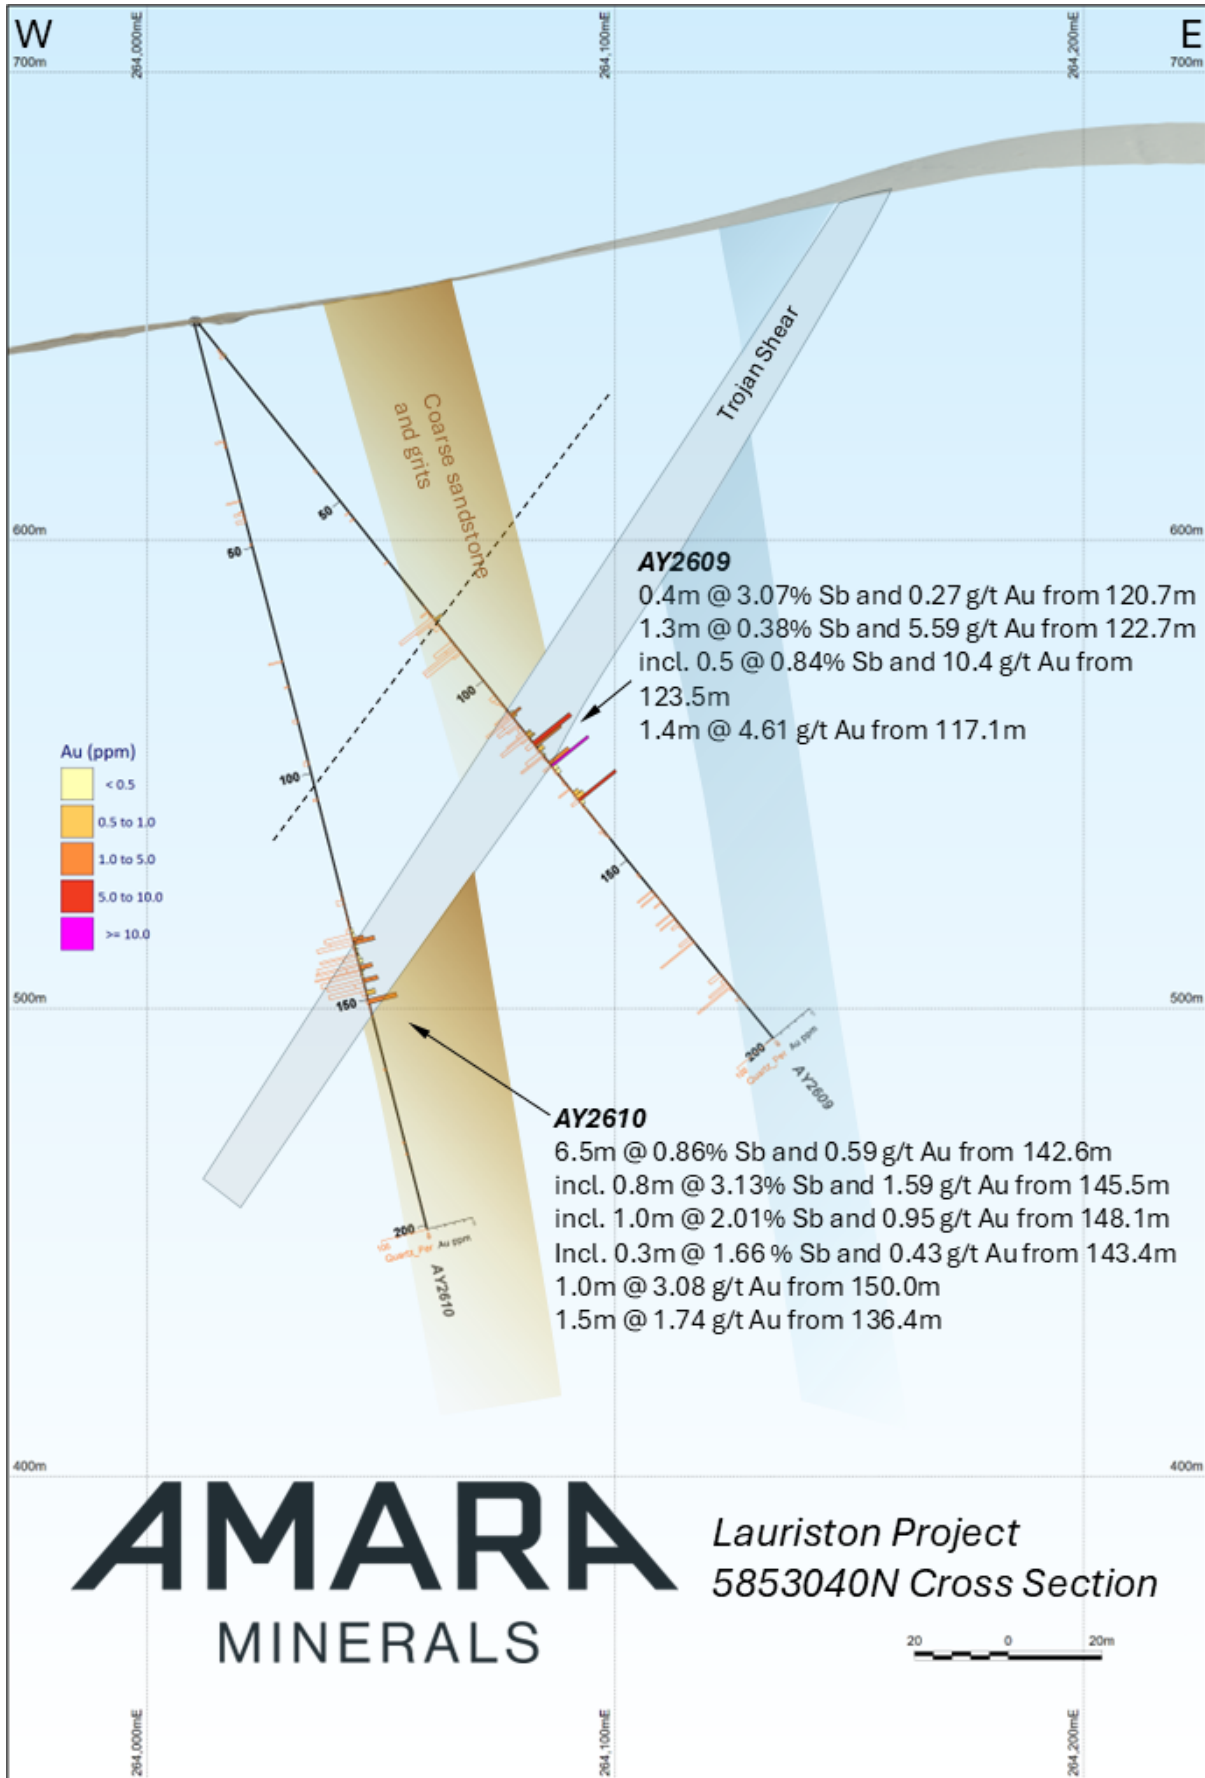 W
E
264,000mE
264,100mE
264,200mE
700m
700m
Trojan Shear
Coarse sandstone
and grits
50
50
600m
600m
AY2609
0.4m @ 3.07% Sb and 0.27 g/t Au from 120.7m
1.3m @ 0.38% Sb and 5.59 g/t Au from 122.7m
incl. 0.5 @ 0.84% Sb and 10.4 g/t Au from
123.5m
1.4m @ 4.61 g/t Au from 117.1m
100
100
Au (ppm)
< 0.5
0.5 to 1.0
1.0 to 5.0
5.0 to 10.0
>= 10.0
150
150
500m
500m
200
Au ppm
Quartz_Per
AY2609
AY2610
6.5m @ 0.86% Sb and 0.59 g/t Au from 142.6m
incl. 0.8m @ 3.13% Sb and 1.59 g/t Au from 145.5m
incl. 1.0m @ 2.01% Sb and 0.95 g/t Au from 148.1m
Incl. 0.3m @ 1.66 % Sb and 0.43 g/t Au from 143.4m
1.0m @ 3.08 g/t Au from 150.0m
1.5m @ 1.74 g/t Au from 136.4m
200
100
Quartz_Per
Au ppm
AY2610
400m
400m
AMARA
MINERALS
Lauriston Project
5853040N Cross Section
20 0 20m
264,000mE
264,100mE
264,200mE